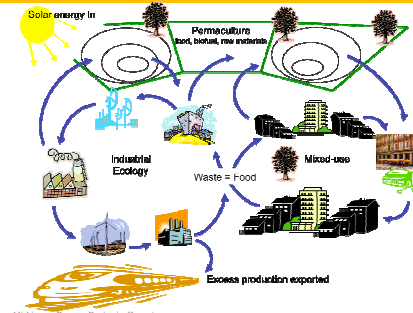 Solar energy in
Permaculture
food, biofuel, raw materials
Industrial
Ecology
Mixed-use
Waste = Food
Excess production exported